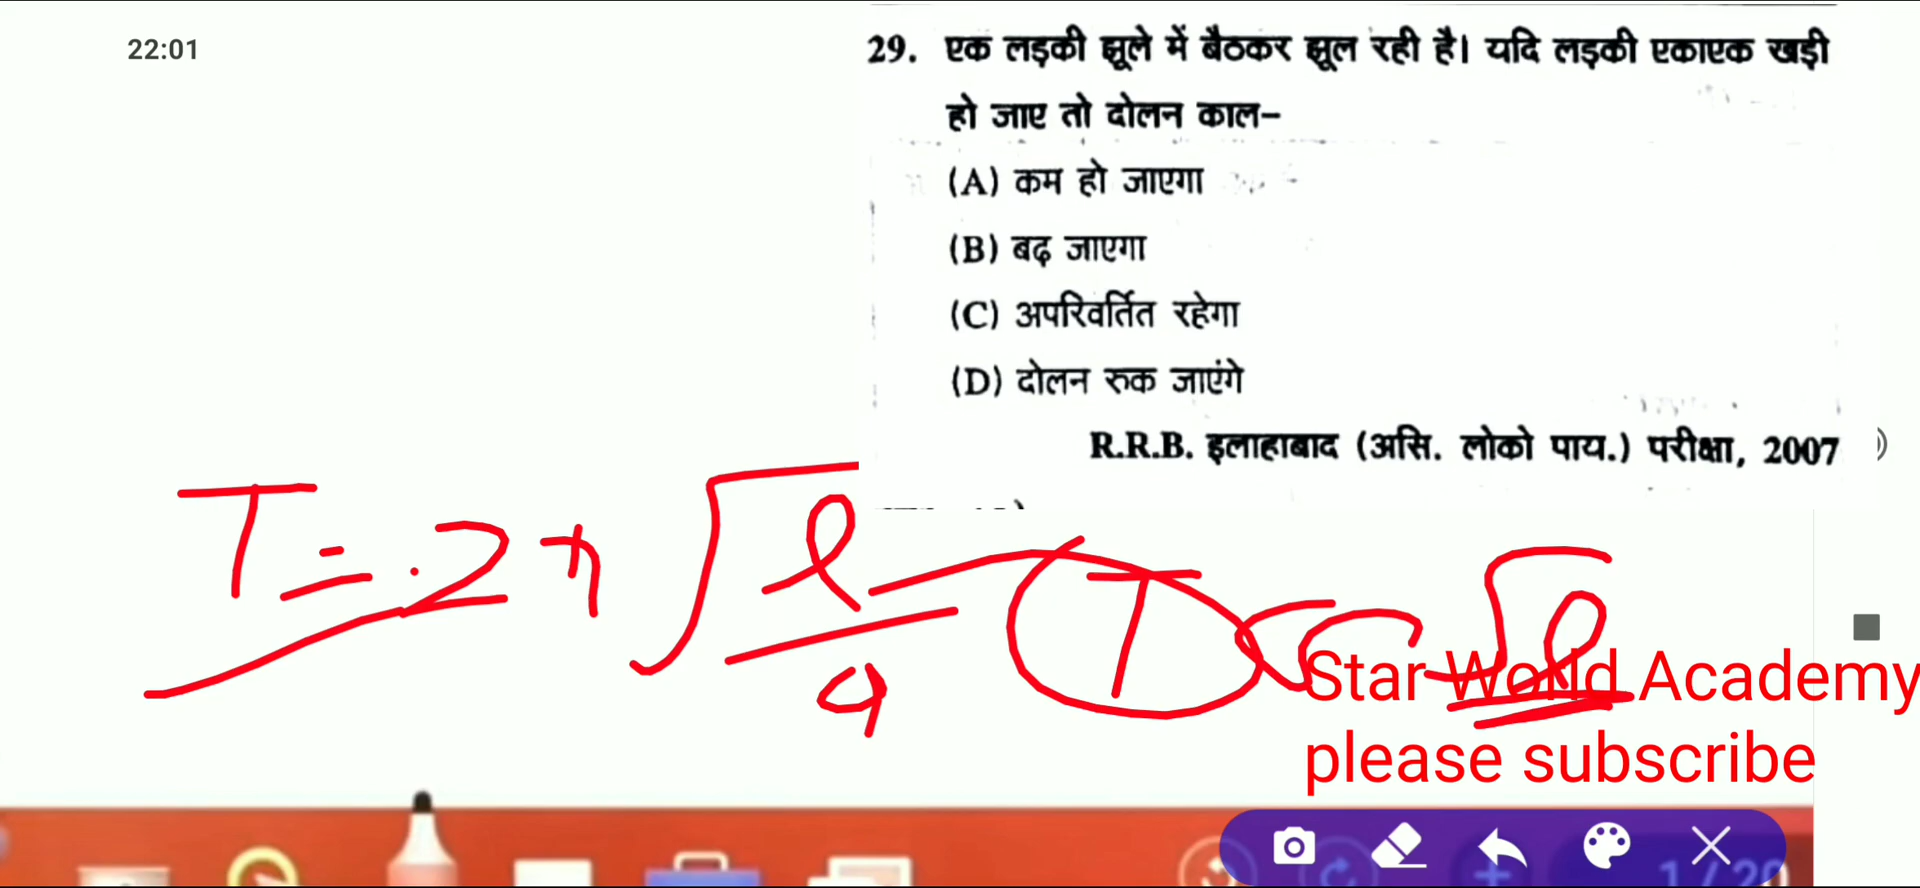 22:01
29. एक लड़की झूले में बैठकर झूल रही है। यदि लड़की एकाएक खड़ी
हो जाए तो दोलन काल–
(A) कम हो जाएगा
(B) बढ़ जाएगा
(C) अपरिवर्तित रहेगा
(D) दोलन रुक जाएंगे
R.R.B. इलाहाबाद (असि. लोको पाय.) परीक्षा, 2007
T = 2π√l/g T ∝ √l
Star World Academy
please subscribe